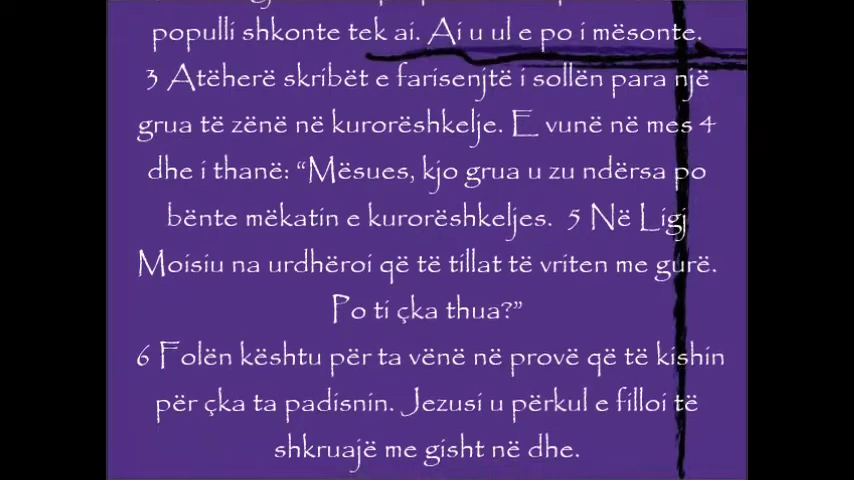 populli shkonte tek ai. Ai u ul e po i mësonte.
3 Atëherë skribët e farisenjtë i sollën para një
grua të zënë në kurorëshkelje. E vunë në mes 4
dhe i thanë: “Mësues, kjo grua u zu ndërsa po
bënte mëkatin e kurorëshkeljes. 5 Në Ligj
Moisiu na urdhëroi që të tillat të vriten me gurë.
Po ti çka thua?”
6 Folën kështu për ta vënë në provë që të kishin
për çka ta padisnin. Jezusi u përkul e filloi të
shkruajë me gisht në dhe.